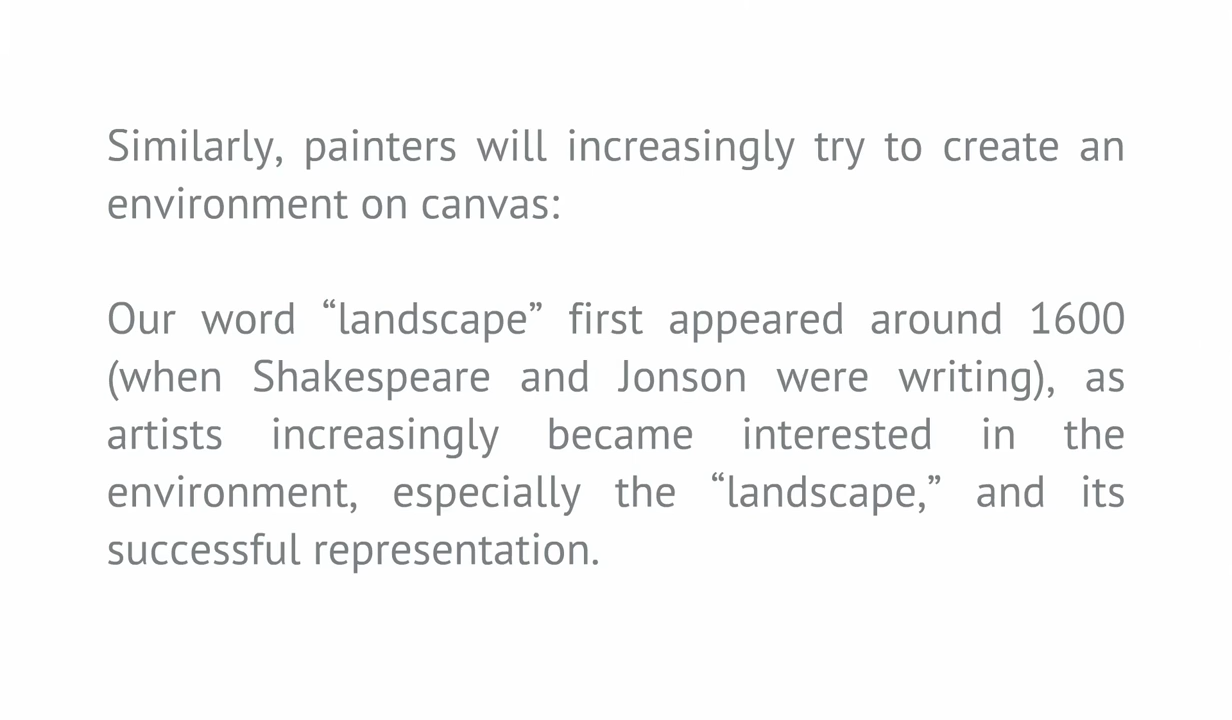 Similarly, painters will increasingly try to create an
environment on canvas:
Our word “landscape” first appeared around 1600
(when Shakespeare and Jonson were writing), as
artists increasingly became interested in the
environment, especially the “landscape,” and its
successful representation.